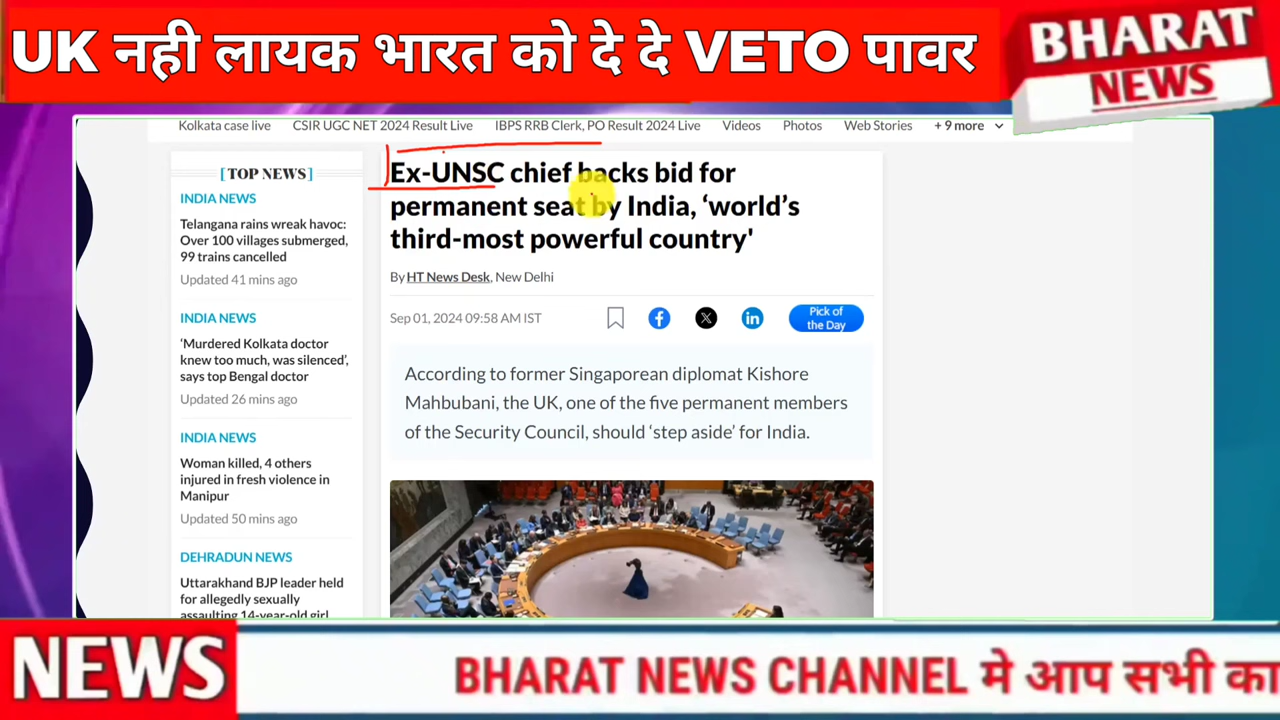 UK नही लायक भारत को दे दे VETO पावर
BHARAT
NEWS
Kolkata case live CSIR UGC NET 2024 Result Live IBPS RRB Clerk, PO Result 2024 Live Videos Photos Web Stories + 9 more
[ TOP NEWS ]
INDIA NEWS
Telangana rains wreak havoc:
Over 100 villages submerged,
99 trains cancelled
Updated 41 mins ago
INDIA NEWS
‘Murdered Kolkata doctor
knew too much, was silenced’,
says top Bengal doctor
Updated 26 mins ago
INDIA NEWS
Woman killed, 4 others
injured in fresh violence in
Manipur
Updated 50 mins ago
DEHRADUN NEWS
Uttarakhand BJP leader held
for allegedly sexually
assaulting 14-year-old girl
Ex-UNSC chief backs bid for
permanent seat by India, ‘world’s
third-most powerful country'
By HT News Desk, New Delhi
Sep 01, 2024 09:58 AM IST
Pick of
the Day
According to former Singaporean diplomat Kishore
Mahbubani, the UK, one of the five permanent members
of the Security Council, should ‘step aside’ for India.
NEWS
BHARAT NEWS CHANNEL मे आप सभी का